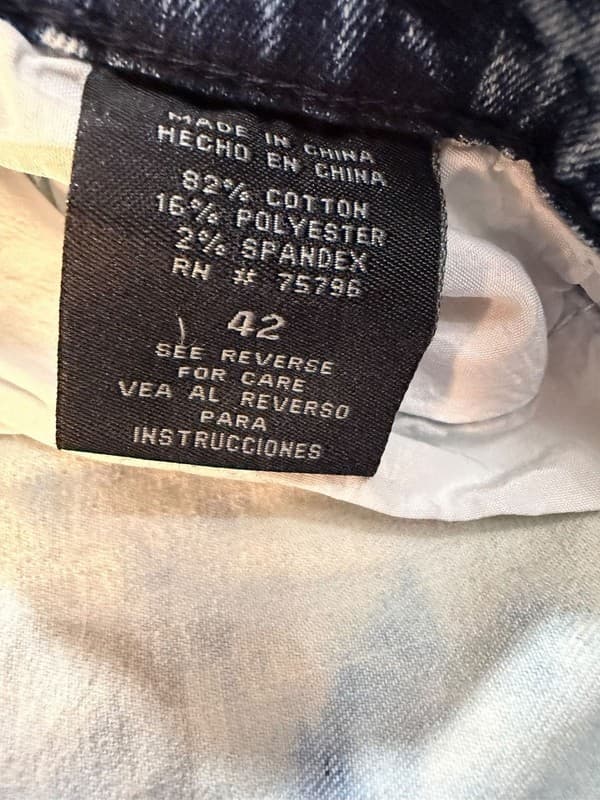 MADE IN CHINA
HECHO EN CHINA
82% COTTON
16% POLYESTER
2% SPANDEX
RN # 75796
42
SEE REVERSE
FOR CARE
VEA AL REVERSO
PARA
INSTRUCCIONES